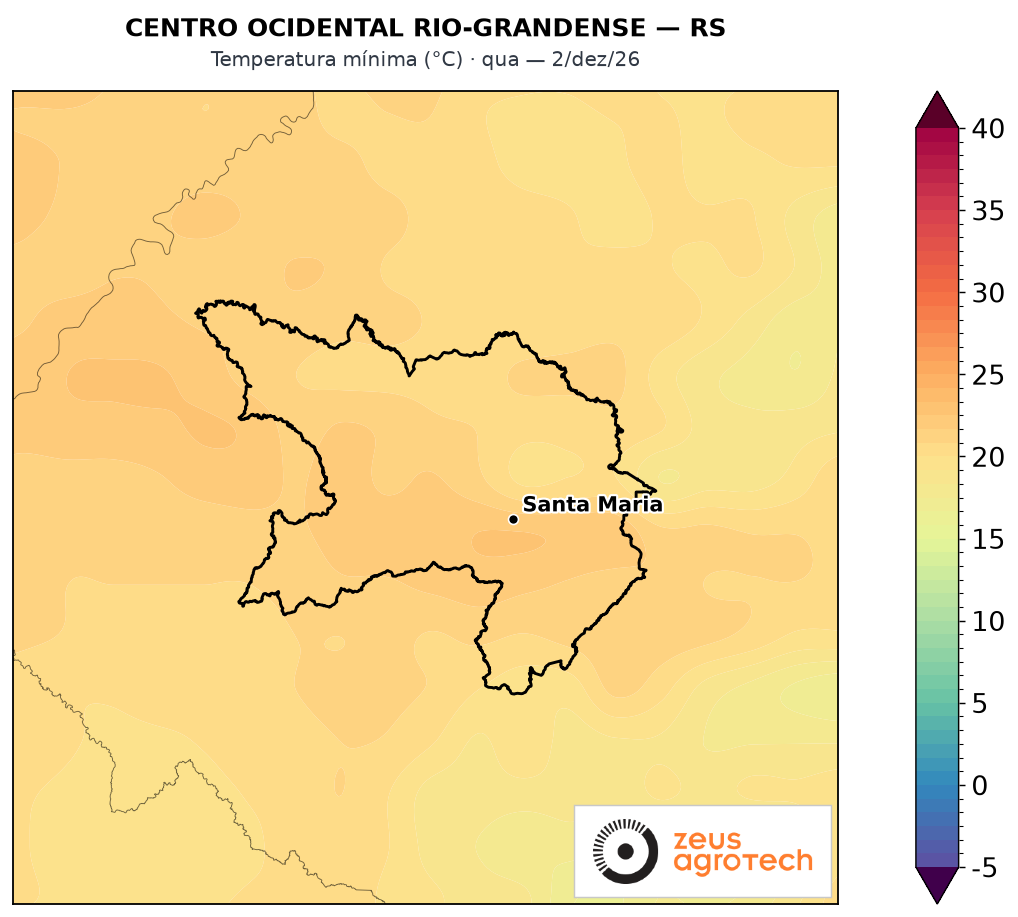 CENTRO OCIDENTAL RIO-GRANDENSE — RS
Temperatura mínima (°C) · qua — 2/dez/26
40
35
30
25
20
15
10
5
0
-5
Santa Maria
zeus
agrotech